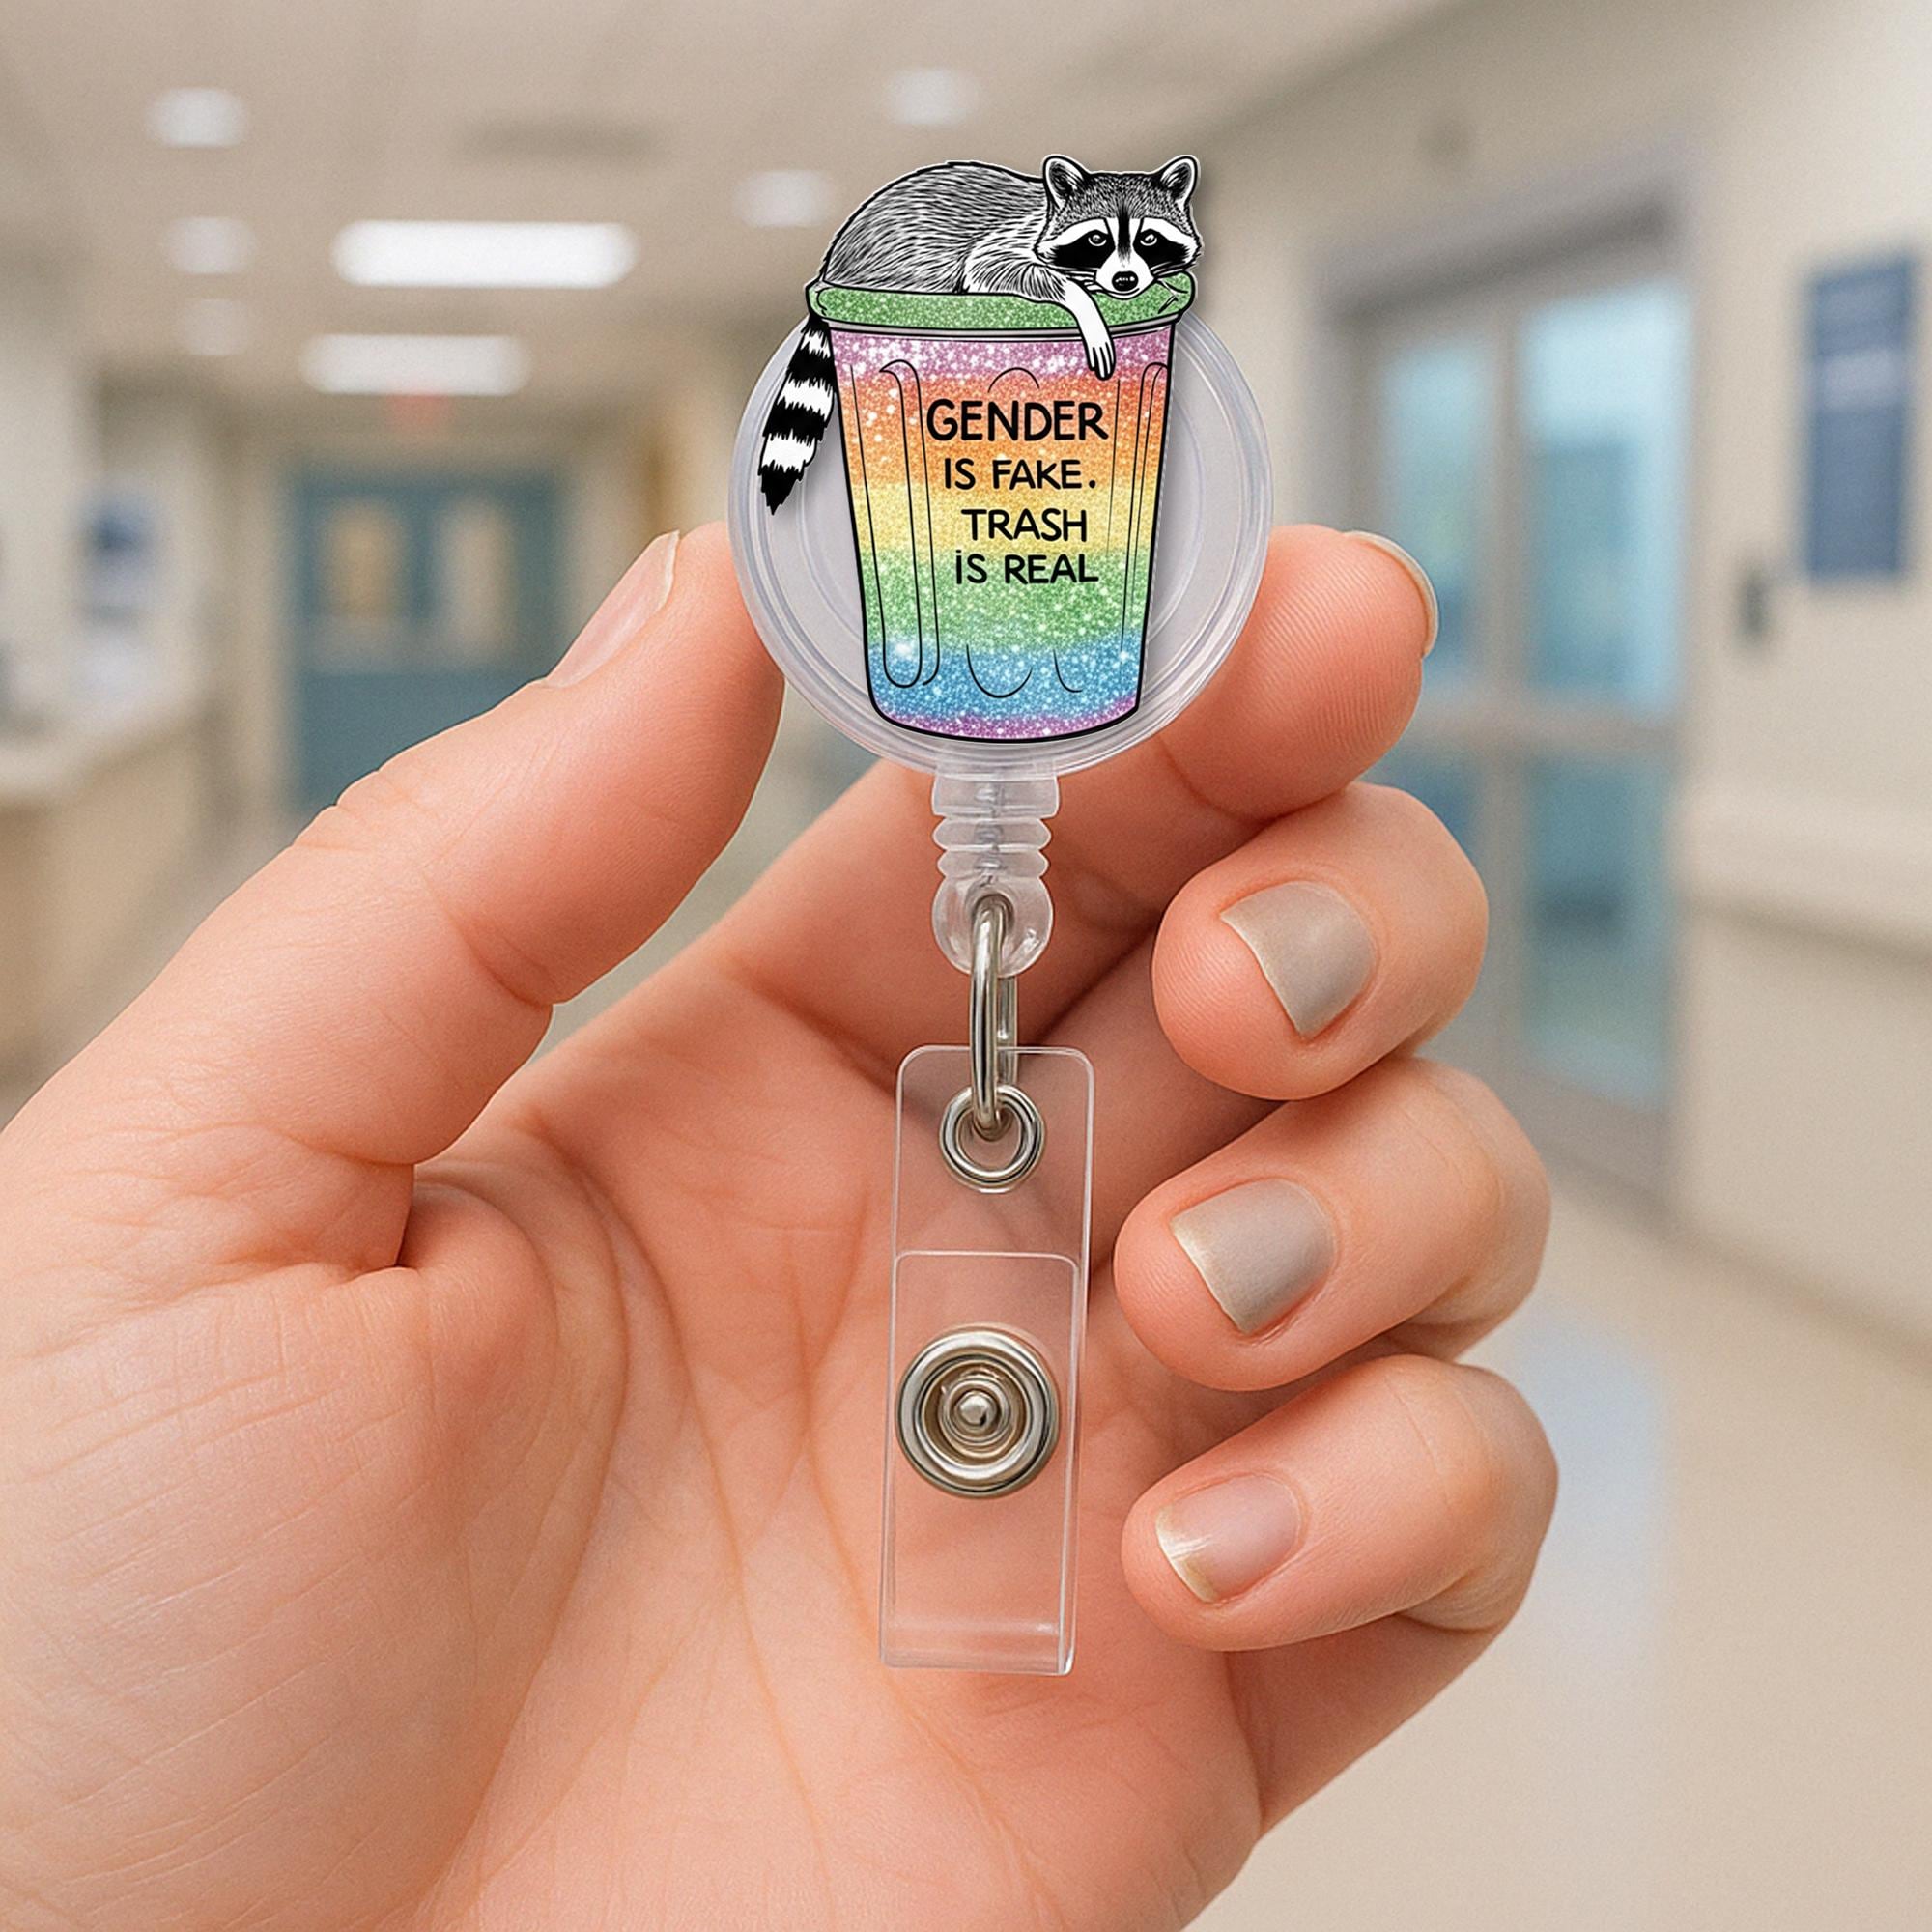 GENDER
IS FAKE.
TRASH
iS REAL